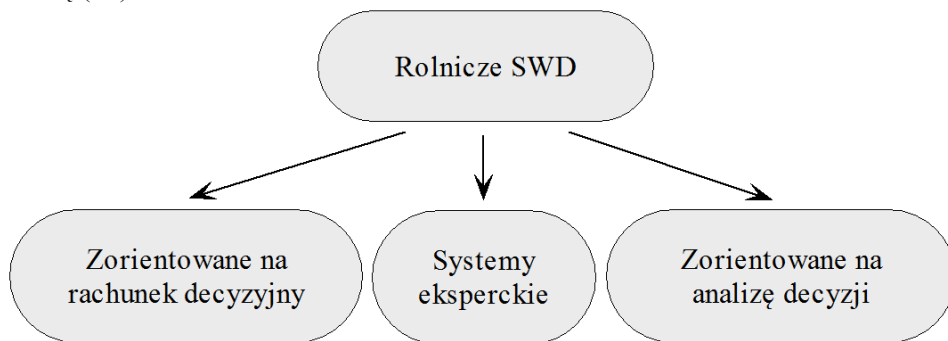 Rolnicze SWD
Zorientowane na
rachunek decyzyjny
Systemy
eksperckie
Zorientowane na
analizę decyzji